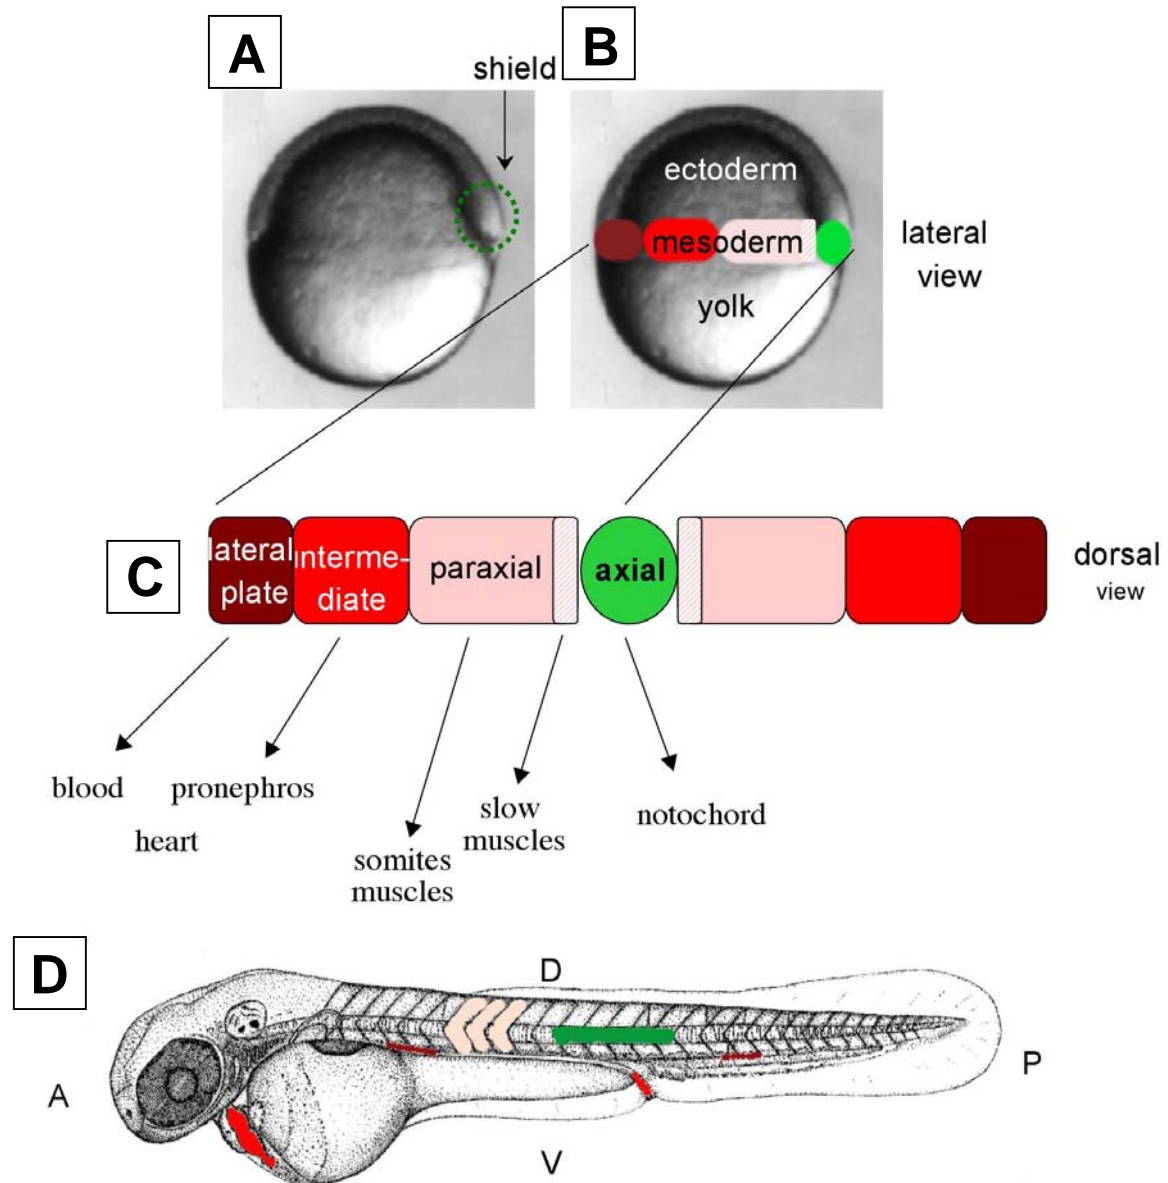 A
B
shield
ectoderm
mesoderm
yolk
lateral
view
C
lateral
plate
interme-
diate
paraxial
axial
dorsal
view
blood
pronephros
heart
somites
muscles
slow
muscles
notochord
D
D
A
P
V